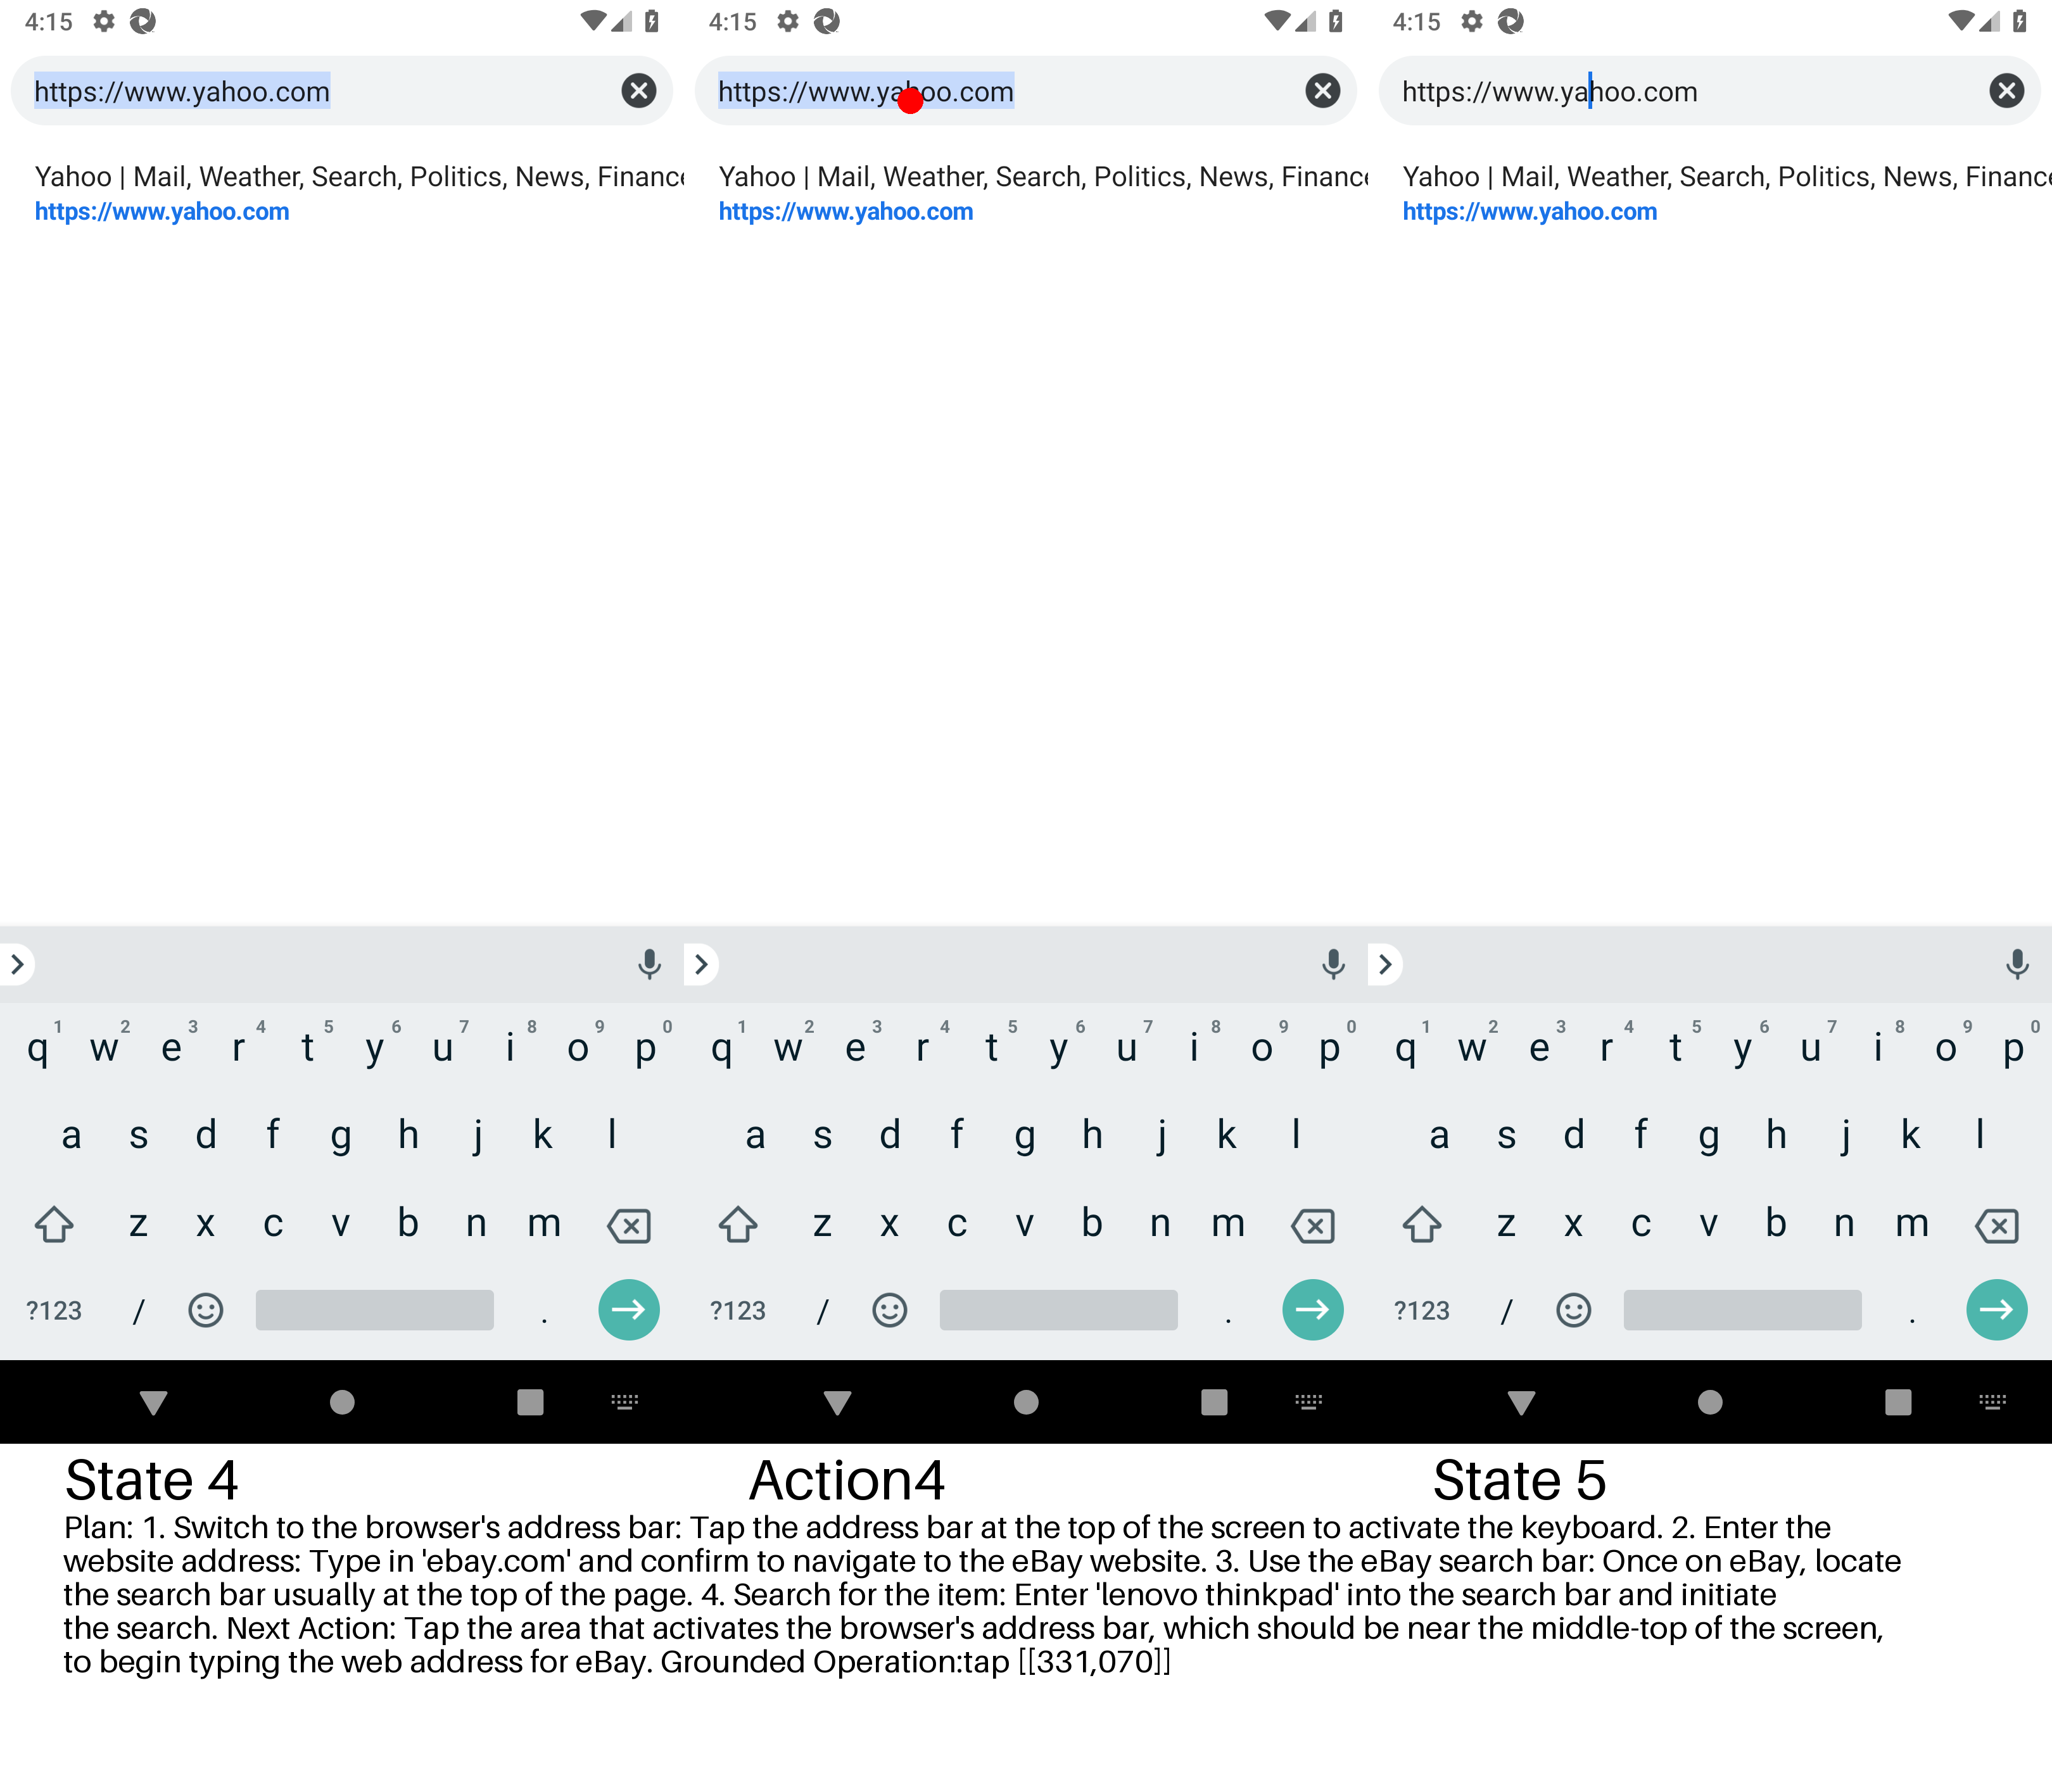 4:15
https://www.yahoo.com
Yahoo | Mail, Weather, Search, Politics, News, Finance
https://www.yahoo.com
1 2 3 4 5 6 7 8 9 0
q w e r t y u i o p
a s d f g h j k l
z x c v b n m
?123 / .
State 4
4:15
https://www.yahoo.com
Yahoo | Mail, Weather, Search, Politics, News, Finance
https://www.yahoo.com
1 2 3 4 5 6 7 8 9 0
q w e r t y u i o p
a s d f g h j k l
z x c v b n m
?123 / .
Action4
4:15
https://www.yahoo.com
Yahoo | Mail, Weather, Search, Politics, News, Finance
https://www.yahoo.com
1 2 3 4 5 6 7 8 9 0
q w e r t y u i o p
a s d f g h j k l
z x c v b n m
?123 / .
State 5
Plan: 1. Switch to the browser's address bar: Tap the address bar at the top of the screen to activate the keyboard. 2. Enter the
website address: Type in 'ebay.com' and confirm to navigate to the eBay website. 3. Use the eBay search bar: Once on eBay, locate
the search bar usually at the top of the page. 4. Search for the item: Enter 'lenovo thinkpad' into the search bar and initiate
the search. Next Action: Tap the area that activates the browser's address bar, which should be near the middle-top of the screen,
to begin typing the web address for eBay. Grounded Operation:tap [[331,070]]